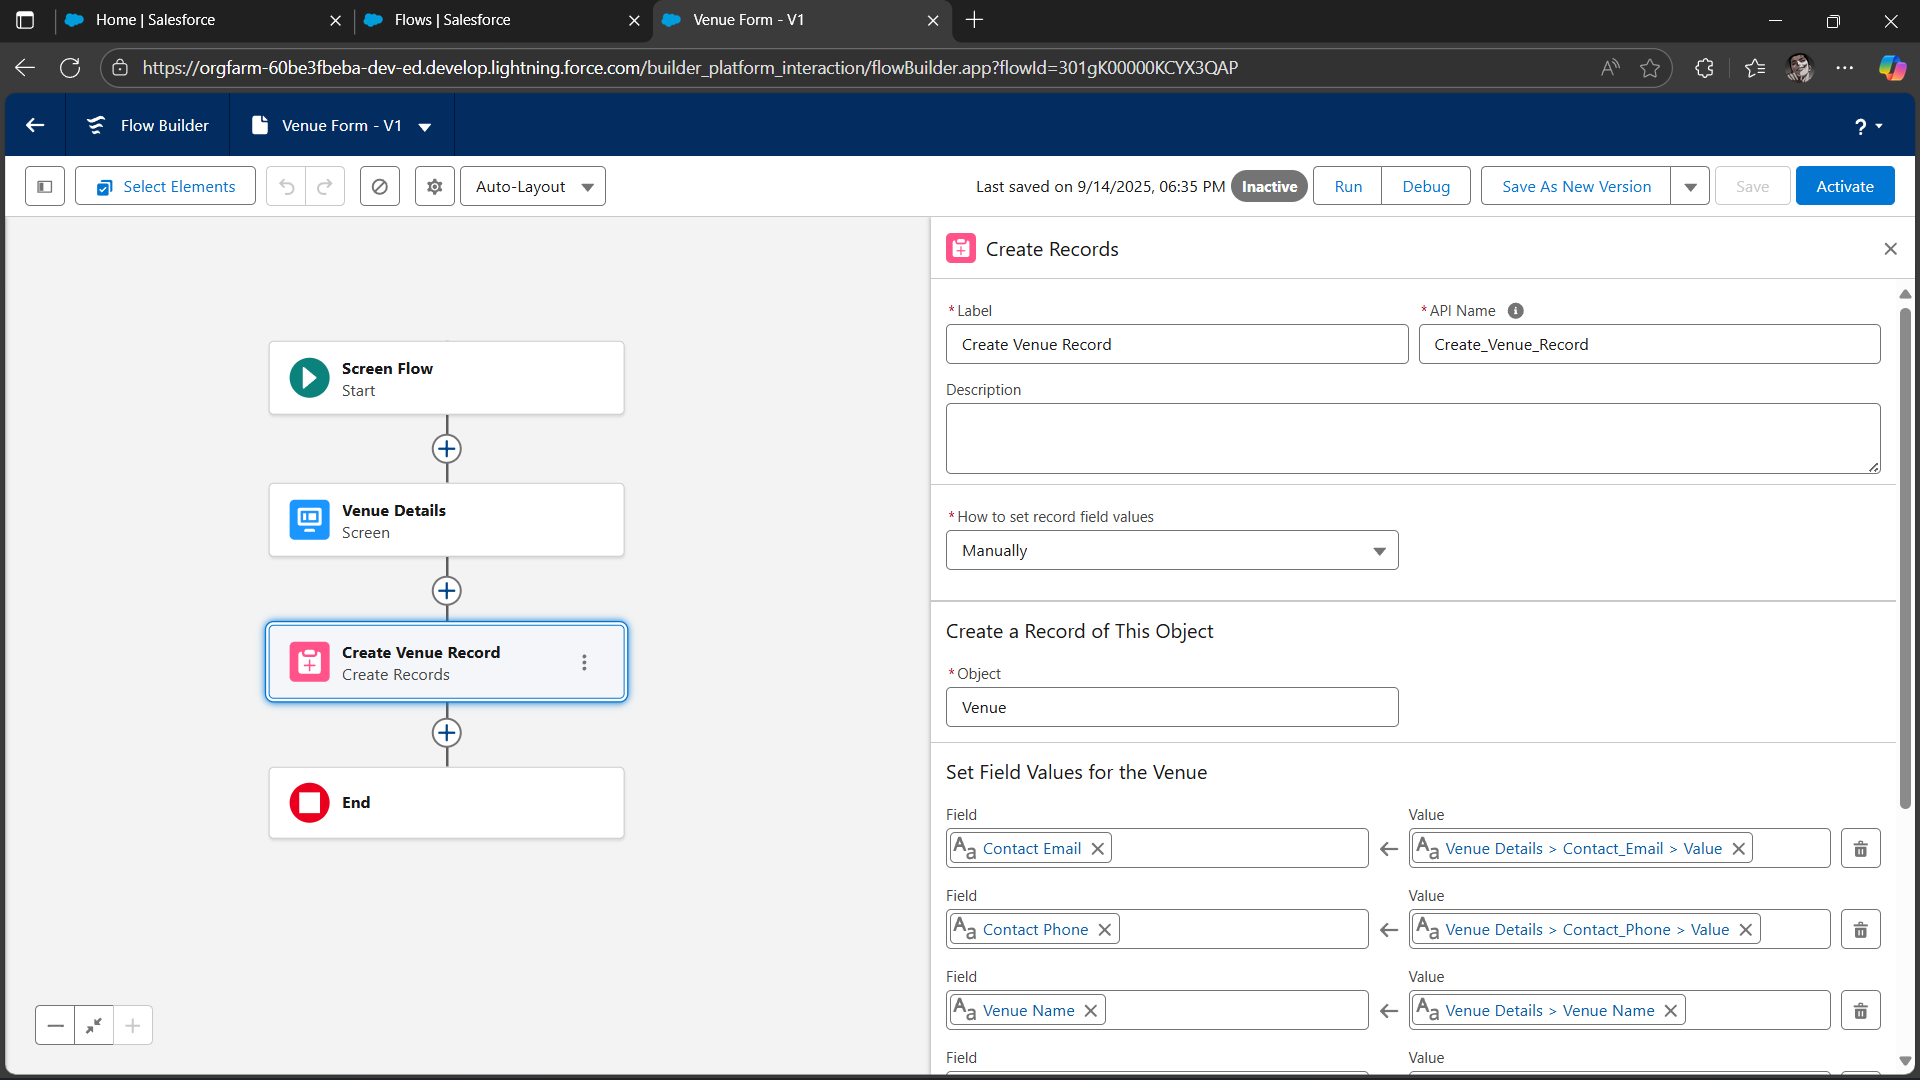 Home | Salesforce
Flows | Salesforce
Venue Form - V1
https://orgfarm-60be3fbeba-dev-ed.develop.lightning.force.com/builder_platform_interaction/flowBuilder.app?flowId=301gK00000KCYX3QAP
Flow Builder
Venue Form - V1
?
Select Elements
Auto-Layout
Last saved on 9/14/2025, 06:35 PM
Inactive
Run
Debug
Save As New Version
Save
Activate
Screen Flow
Start
Venue Details
Screen
Create Venue Record
Create Records
End
Create Records
* Label
* API Name
Create Venue Record
Create_Venue_Record
Description
* How to set record field values
Manually
Create a Record of This Object
* Object
Venue
Set Field Values for the Venue
Field
Value
Aa Contact Email
Aa Venue Details > Contact_Email > Value
Field
Value
Aa Contact Phone
Aa Venue Details > Contact_Phone > Value
Field
Value
Aa Venue Name
Aa Venue Details > Venue Name
Field
Value